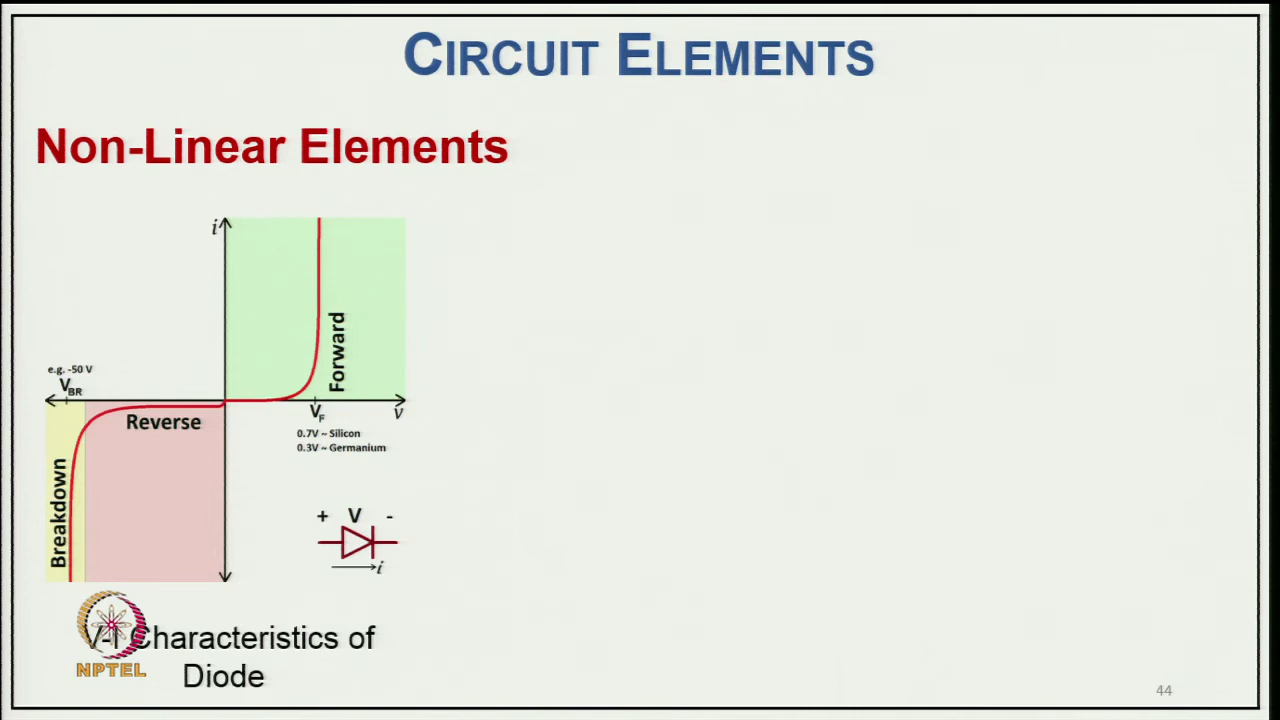 CIRCUIT ELEMENTS
Non-Linear Elements
i
Forward
e.g. -50 V
VBR
Reverse
VF
v
0.7V ~ Silicon
0.3V ~ Germanium
Breakdown
+ V -
i
V-I Characteristics of
Diode
NPTEL
44